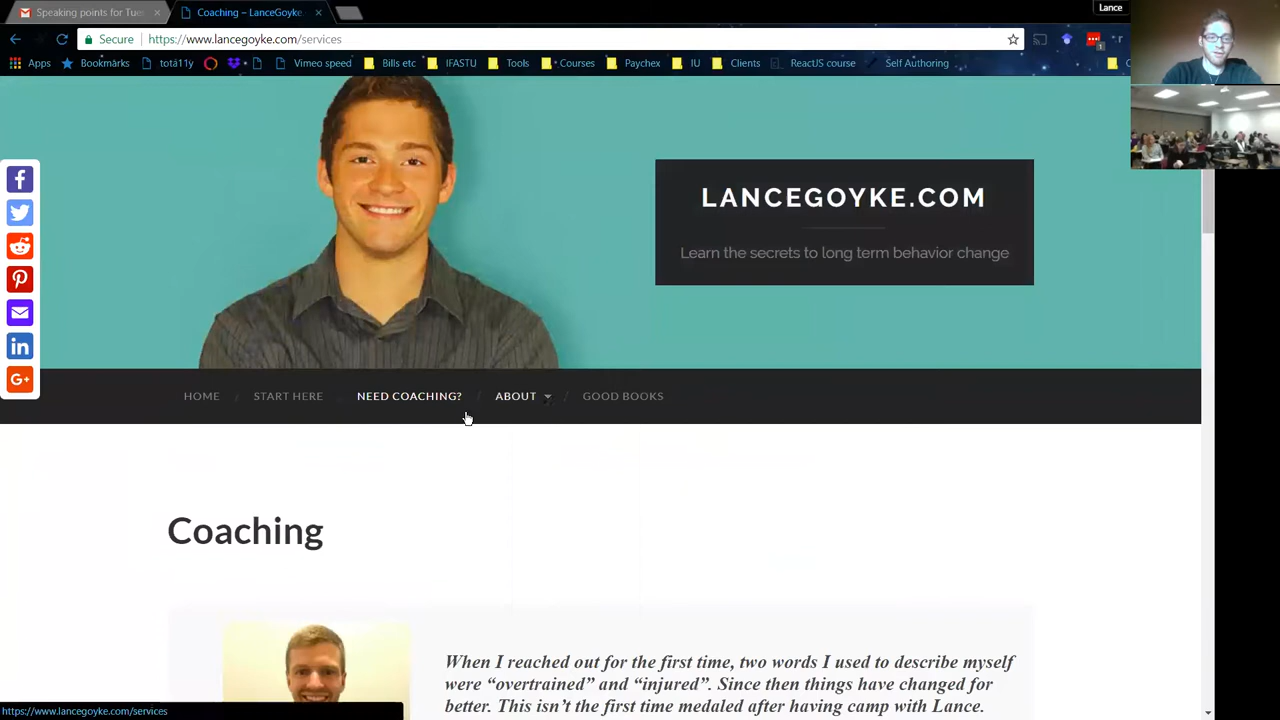 Speaking points for Tues
Coaching – LanceGoyke.
Lance
Secure
https://www.lancegoyke.com/services
1
Apps
Bookmarks
totally
Vimeo speed
Bills etc
IFASTU
Tools
Courses
Paychex
IU
Clients
ReactJS course
Self Authoring
LANCEGOYKE.COM
Learn the secrets to long term behavior change
HOME / START HERE / NEED COACHING? / ABOUT / GOOD BOOKS
Coaching
When I reached out for the first time, two words I used to describe myself
were “overtrained” and “injured”. Since then things have changed for
better. This isn’t the first time medaled after having camp with Lance.
https://www.lancegoyke.com/services